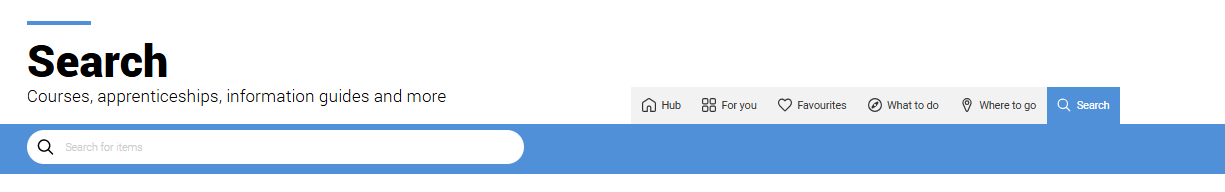 Search
Courses, apprenticeships, information guides and more
Hub For you Favourites What to do Where to go Search
Search for items